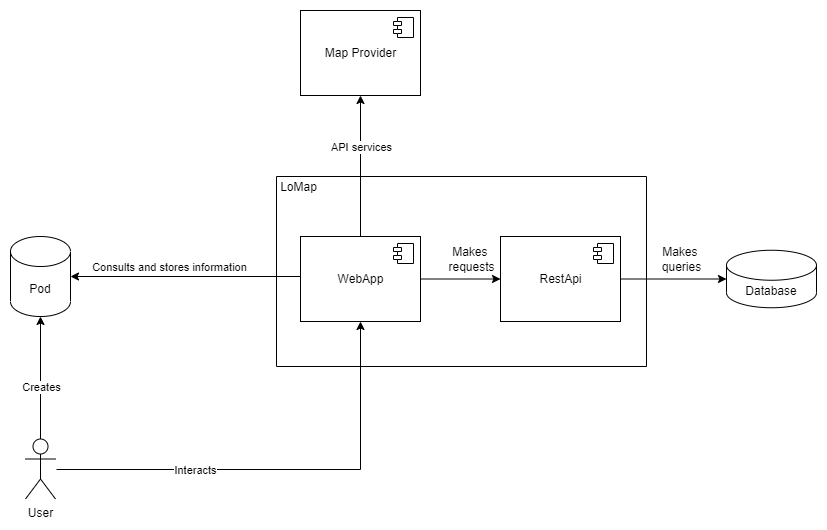 Map Provider
API services
LoMap
Pod
Consults and stores information
WebApp
Makes
requests
RestApi
Makes
queries
Database
Creates
Interacts
User